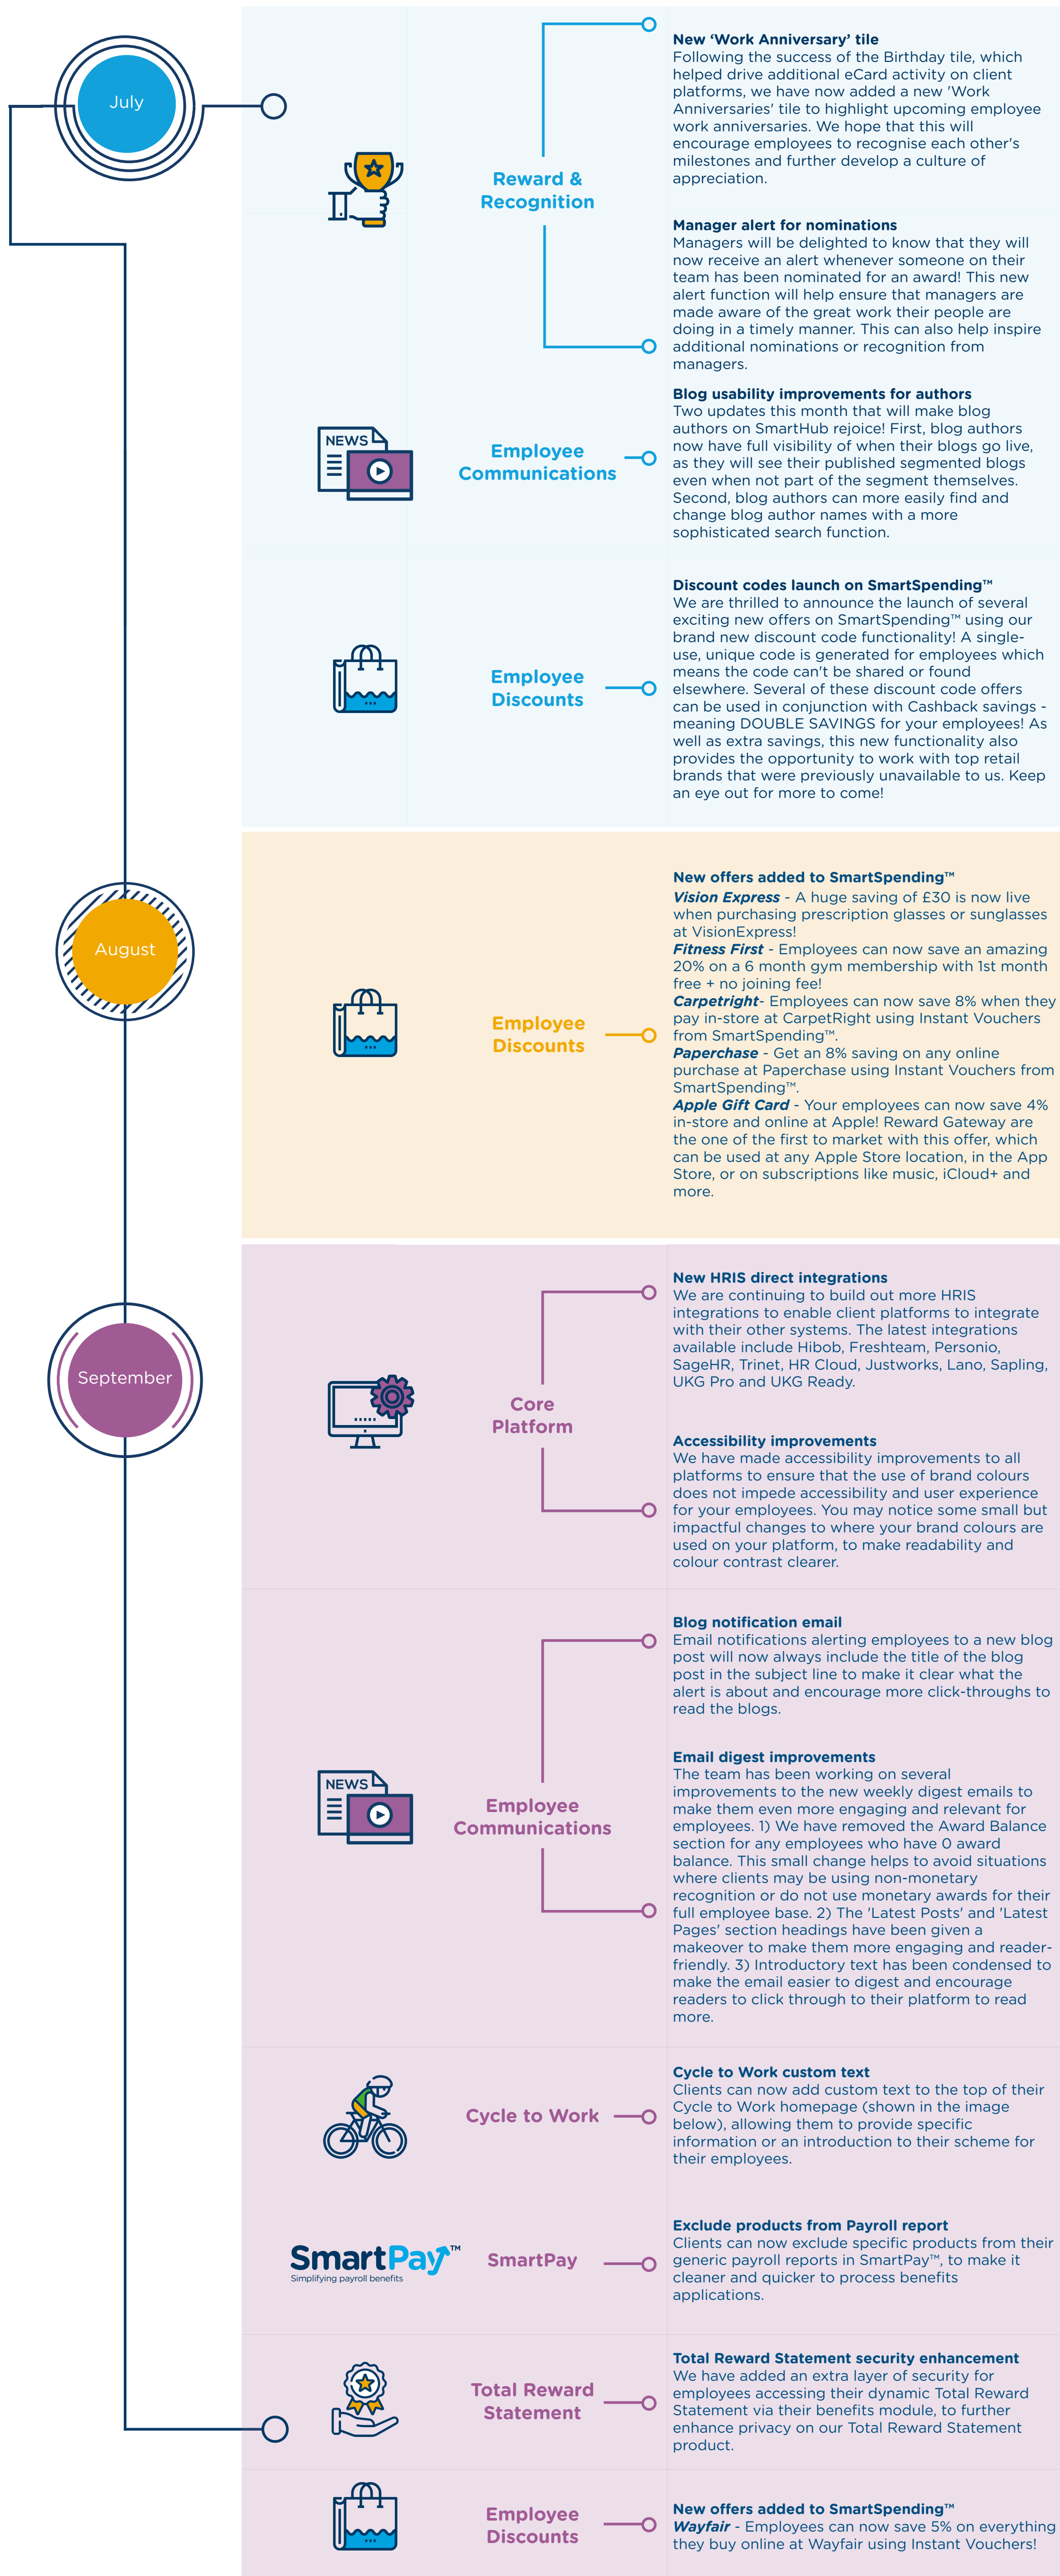 July
New ‘Work Anniversary’ tile
Following the success of the Birthday tile, which
helped drive additional eCard activity on client
platforms, we have now added a new 'Work
Anniversaries' tile to highlight upcoming employee
work anniversaries. We hope that this will
encourage employees to recognise each other's
milestones and further develop a culture of
appreciation.
Reward &
Recognition
Manager alert for nominations
Managers will be delighted to know that they will
now receive an alert whenever someone on their
team has been nominated for an award! This new
alert function will help ensure that managers are
made aware of the great work their people are
doing in a timely manner. This can also help inspire
additional nominations or recognition from
managers.
NEWS
Employee
Communications
Blog usability improvements for authors
Two updates this month that will make blog
authors on SmartHub rejoice! First, blog authors
now have full visibility of when their blogs go live,
as they will see their published segmented blogs
even when not part of the segment themselves.
Second, blog authors can more easily find and
change blog author names with a more
sophisticated search function.
Employee
Discounts
Discount codes launch on SmartSpending™
We are thrilled to announce the launch of several
exciting new offers on SmartSpending™ using our
brand new discount code functionality! A single-
use, unique code is generated for employees which
means the code can't be shared or found
elsewhere. Several of these discount code offers
can be used in conjunction with Cashback savings -
meaning DOUBLE SAVINGS for your employees! As
well as extra savings, this new functionality also
provides the opportunity to work with top retail
brands that were previously unavailable to us. Keep
an eye out for more to come!
August
Employee
Discounts
New offers added to SmartSpending™
Vision Express - A huge saving of £30 is now live
when purchasing prescription glasses or sunglasses
at VisionExpress!
Fitness First - Employees can now save an amazing
20% on a 6 month gym membership with 1st month
free + no joining fee!
Carpetright- Employees can now save 8% when they
pay in-store at CarpetRight using Instant Vouchers
from SmartSpending™.
Paperchase - Get an 8% saving on any online
purchase at Paperchase using Instant Vouchers from
SmartSpending™.
Apple Gift Card - Your employees can now save 4%
in-store and online at Apple! Reward Gateway are
the one of the first to market with this offer, which
can be used at any Apple Store location, in the App
Store, or on subscriptions like music, iCloud+ and
more.
September
Core
Platform
New HRIS direct integrations
We are continuing to build out more HRIS
integrations to enable client platforms to integrate
with their other systems. The latest integrations
available include Hibob, Freshteam, Personio,
SageHR, Trinet, HR Cloud, Justworks, Lano, Sapling,
UKG Pro and UKG Ready.
Accessibility improvements
We have made accessibility improvements to all
platforms to ensure that the use of brand colours
does not impede accessibility and user experience
for your employees. You may notice some small but
impactful changes to where your brand colours are
used on your platform, to make readability and
colour contrast clearer.
NEWS
Employee
Communications
Blog notification email
Email notifications alerting employees to a new blog
post will now always include the title of the blog
post in the subject line to make it clear what the
alert is about and encourage more click-throughs to
read the blogs.
Email digest improvements
The team has been working on several
improvements to the new weekly digest emails to
make them even more engaging and relevant for
employees. 1) We have removed the Award Balance
section for any employees who have 0 award
balance. This small change helps to avoid situations
where clients may be using non-monetary
recognition or do not use monetary awards for their
full employee base. 2) The 'Latest Posts' and 'Latest
Pages' section headings have been given a
makeover to make them more engaging and reader-
friendly. 3) Introductory text has been condensed to
make the email easier to digest and encourage
readers to click through to their platform to read
more.
Cycle to Work
Cycle to Work custom text
Clients can now add custom text to the top of their
Cycle to Work homepage (shown in the image
below), allowing them to provide specific
information or an introduction to their scheme for
their employees.
SmartPay™
Simplifying payroll benefits
SmartPay
Exclude products from Payroll report
Clients can now exclude specific products from their
generic payroll reports in SmartPay™, to make it
cleaner and quicker to process benefits
applications.
Total Reward
Statement
Total Reward Statement security enhancement
We have added an extra layer of security for
employees accessing their dynamic Total Reward
Statement via their benefits module, to further
enhance privacy on our Total Reward Statement
product.
Employee
Discounts
New offers added to SmartSpending™
Wayfair - Employees can now save 5% on everything
they buy online at Wayfair using Instant Vouchers!